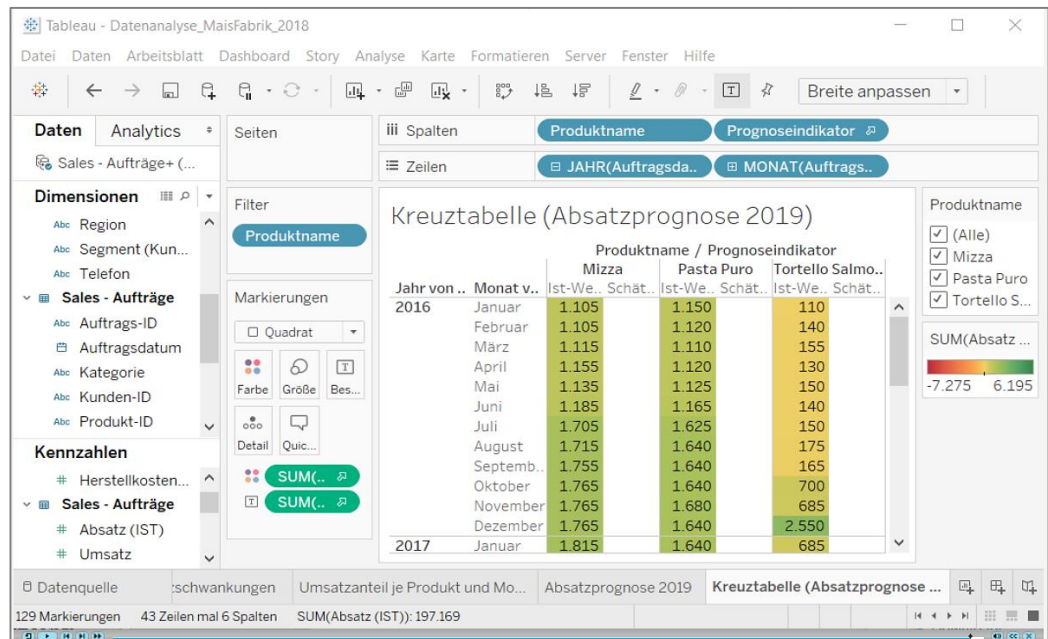 Tableau - Datenanalyse_MaisFabrik_2018
Datei Daten Arbeitsblatt Dashboard Story Analyse Karte Formatieren Server Fenster Hilfe
Breite anpassen
Daten Analytics
Sales - Aufträge+ (...
Dimensionen
Abc Region
Abc Segment (Kun...
Abc Telefon
Sales - Aufträge
Abc Auftrags-ID
Auftragsdatum
Abc Kategorie
Abc Kunden-ID
Abc Produkt-ID
Kennzahlen
# Herstellkosten...
Sales - Aufträge
# Absatz (IST)
# Umsatz
Seiten
Filter
Produktname
Markierungen
Quadrat
Farbe Größe Bes...
Detail Quic...
SUM(..
T SUM(..
iii Spalten Produktname Prognoseindikator
Zeilen JAHR(Auftragsda.. MONAT(Auftrags..
Kreuztabelle (Absatzprognose 2019)
Produktname / Prognoseindikator
Mizza Pasta Puro Tortello Salmo..
Jahr von .. Monat v.. Ist-We.. Schät.. Ist-We.. Schät.. Ist-We.. Schät..
2016 Januar 1.105 1.150 110
Februar 1.105 1.120 140
März 1.115 1.110 155
April 1.155 1.120 130
Mai 1.135 1.125 150
Juni 1.185 1.165 140
Juli 1.705 1.625 150
August 1.715 1.640 175
Septemb.. 1.755 1.640 165
Oktober 1.765 1.640 700
November 1.765 1.680 685
Dezember 1.765 1.640 2.550
2017 Januar 1.815 1.640 685
Produktname
(Alle)
Mizza
Pasta Puro
Tortello S...
SUM(Absatz ...
-7.275 6.195
Datenquelle :schwankungen Umsatzanteil je Produkt und Mo... Absatzprognose 2019 Kreuztabelle (Absatzprognose ...
129 Markierungen 43 Zeilen mal 6 Spalten SUM(Absatz (IST)): 197.169